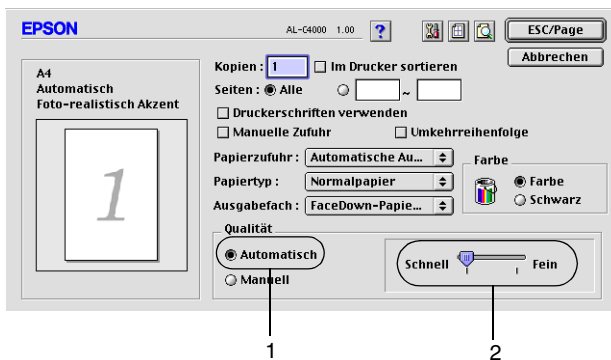 EPSON
AL-C4000 1.00
?
ESC/Page
Abbrechen
A4
Automatisch
Foto-realistisch Akzent
1
Kopien : 1
Im Drucker sortieren
Seiten : Alle ~
Druckerschriften verwenden
Manuelle Zufuhr
Umkehrreihenfolge
Papierzufuhr : Automatische Au...
Papiertyp : Normalpapier
Ausgabefach : FaceDown-Papie...
Farbe
Farbe
Schwarz
Qualität
Automatisch
Manuell
Schnell Fein
1 2